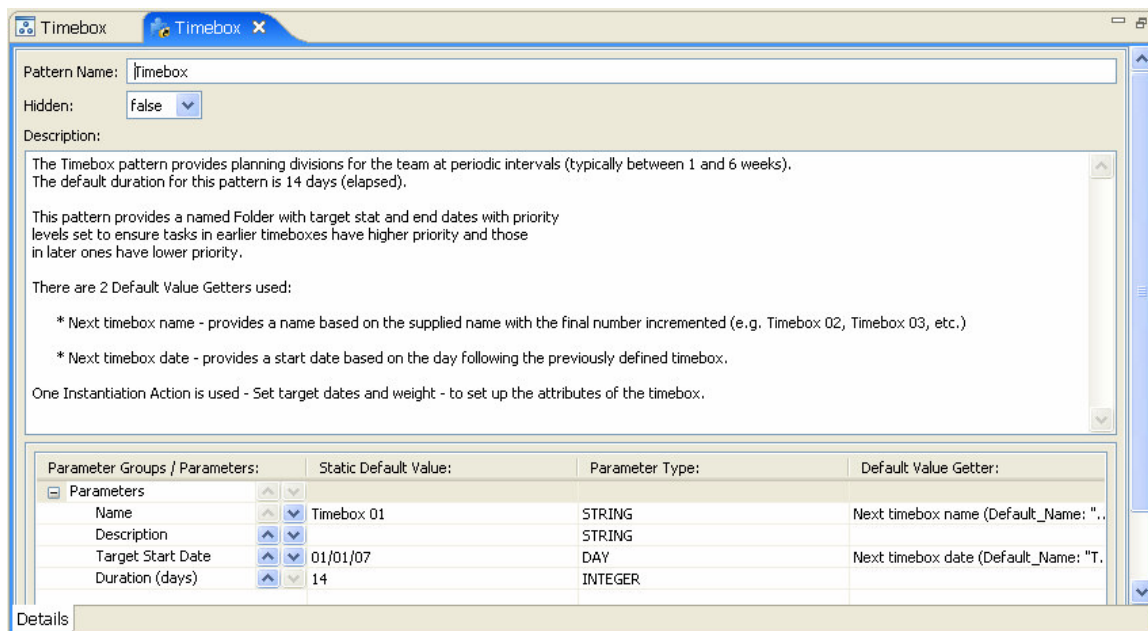 Timebox
Timebox
Pattern Name: Timebox
Hidden: false
Description:
The Timebox pattern provides planning divisions for the team at periodic intervals (typically between 1 and 6 weeks).
The default duration for this pattern is 14 days (elapsed).
This pattern provides a named Folder with target stat and end dates with priority
levels set to ensure tasks in earlier timeboxes have higher priority and those
in later ones have lower priority.
There are 2 Default Value Getters used:
* Next timebox name - provides a name based on the supplied name with the final number incremented (e.g. Timebox 02, Timebox 03, etc.)
* Next timebox date - provides a start date based on the day following the previously defined timebox.
One Instantiation Action is used - Set target dates and weight - to set up the attributes of the timebox.
Parameter Groups / Parameters: Static Default Value: Parameter Type: Default Value Getter:
Parameters
Name Timebox 01 STRING Next timebox name (Default_Name: "..
Description STRING
Target Start Date 01/01/07 DAY Next timebox date (Default_Name: "T.
Duration (days) 14 INTEGER
Details